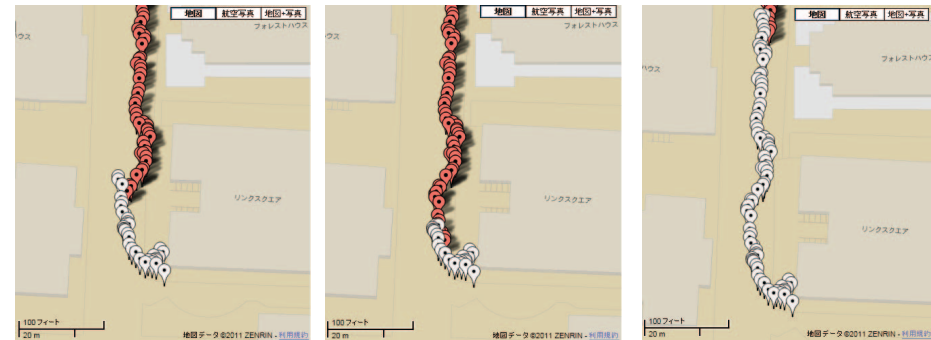 地図 航空写真 地図+写真
フォレストハウス
ウス
リンクスクエア
100 フィート
20 m
地図データ ©2011 ZENRIN - 利用規約
地図 航空写真 地図+写真
フォレストハウス
リンクスクエア
100 フィート
20 m
地図データ ©2011 ZENRIN - 利用規約
地図 航空写真 地図+写真
フォレストハウス
ハウス
リンクスクエア
100 フィート
20 m
地図データ ©2011 ZENRIN - 利用規約